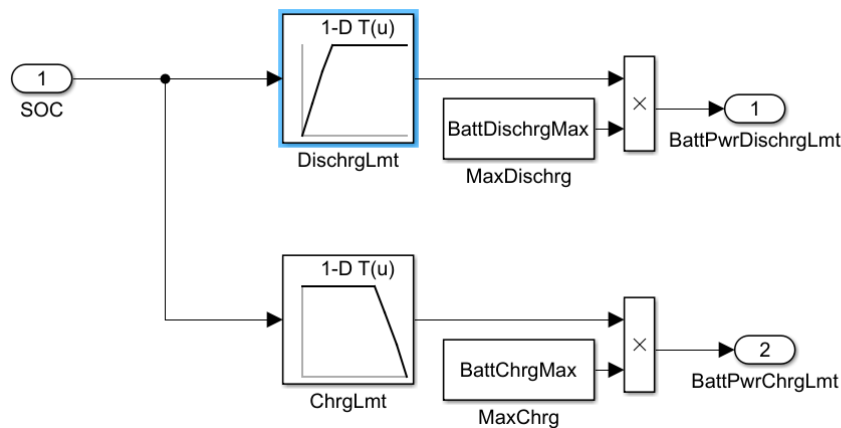 1
SOC
1-D T(u)
DischrgLmt
BattDischrgMax
MaxDischrg
×
1
BattPwrDischrgLmt
1-D T(u)
ChrgLmt
BattChrgMax
MaxChrg
×
2
BattPwrChrgLmt